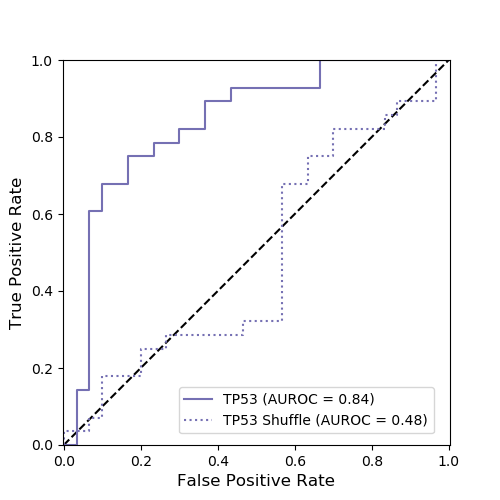 1.0
0.8
0.6
0.4
0.2
0.0
True Positive Rate
TP53 (AUROC = 0.84)
TP53 Shuffle (AUROC = 0.48)
0.0 0.2 0.4 0.6 0.8 1.0
False Positive Rate